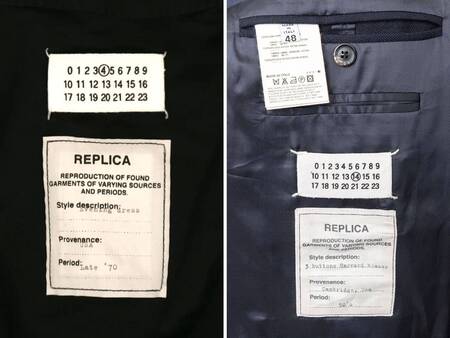 0 1 2 3 4 5 6 7 8 9
10 11 12 13 14 15 16
17 18 19 20 21 22 23
REPLICA
REPRODUCTION OF FOUND
GARMENTS OF VARYING SOURCES
AND PERIODS.
Style description:
Evening dress
Provenance:
USA
Period:
Late '70
MADE IN
ITALY
48
MADE IN ITALY
0 1 2 3 4 5 6 7 8 9
10 11 12 13 14 15 16
17 18 19 20 21 22 23
REPLICA
REPRODUCTION OF FOUND
GARMENTS OF VARYING SOURCES
AND PERIODS.
Style description:
3 buttons Harvard
Provenance:
Cambridge, USA
Period: